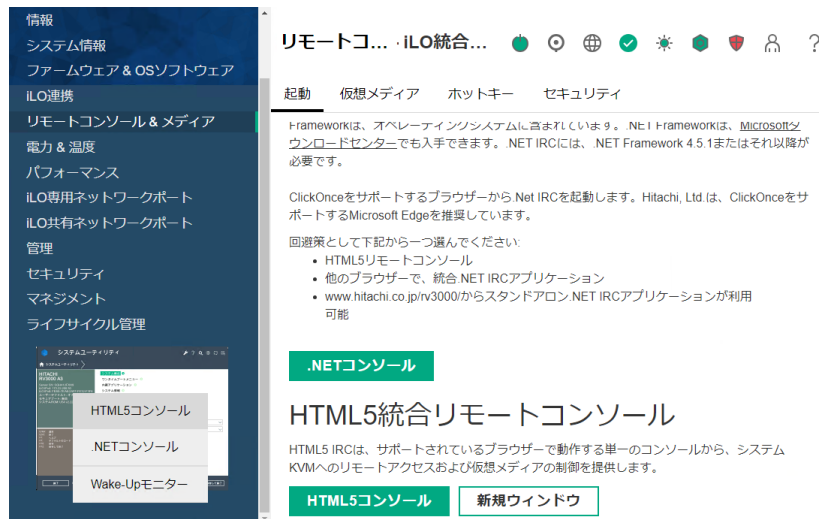 情報
システム情報
ファームウェア & OSソフトウェア
iLO連携
リモートコンソール & メディア
電力 & 温度
パフォーマンス
iLO専用ネットワークポート
iLO共有ネットワークポート
管理
セキュリティ
マネジメント
ライフサイクル管理
システムユーティリティ
HITACHI
HTML5コンソール
.NETコンソール
Wake-Upモニター
リモートコ... · iLO統合...
?
起動 仮想メディア ホットキー セキュリティ
Frameworkは、オペレーティングシステムに含まれています。.NET Frameworkは、Microsoftダ
ウンロードセンターでも入手できます。.NET IRCには、.NET Framework 4.5.1またはそれ以降が
必要です。
ClickOnceをサポートするブラウザーから.Net IRCを起動します。Hitachi, Ltd.は、ClickOnceをサ
ポートするMicrosoft Edgeを推奨しています。
回避策として下記から一つ選んでください:
• HTML5リモートコンソール
• 他のブラウザーで、統合.NET IRCアプリケーション
• www.hitachi.co.jp/rv3000/からスタンドアロン.NET IRCアプリケーションが利用
可能
.NETコンソール
HTML5統合リモートコンソール
HTML5 IRCは、サポートされているブラウザーで動作する単一のコンソールから、システム
KVMへのリモートアクセスおよび仮想メディアの制御を提供します。
HTML5コンソール 新規ウィンドウ